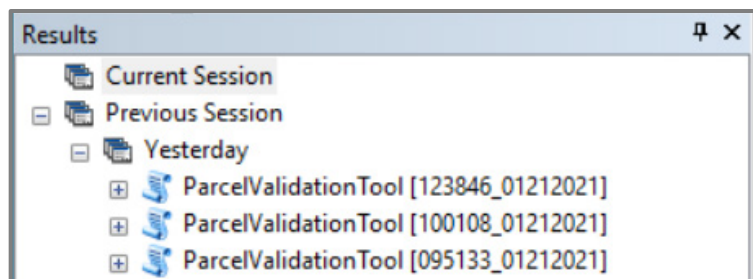 Results
Current Session
Previous Session
Yesterday
ParcelValidationTool [123846_01212021]
ParcelValidationTool [100108_01212021]
ParcelValidationTool [095133_01212021]